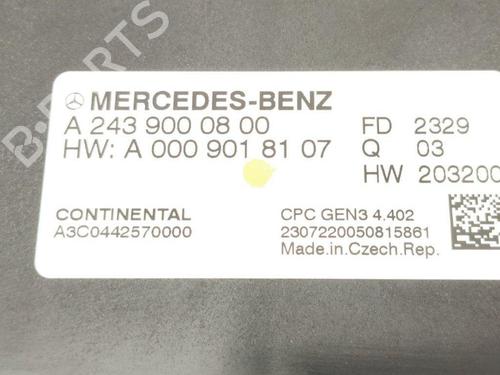 MERCEDES-BENZ
A 243 900 08 00 FD 2329
HW: A 000 901 81 07 Q 03
HW 203200
CONTINENTAL CPC GEN3 4.402
A3C0442570000 2307220050815861
Made.in.Czech.Rep.
B-PARTS